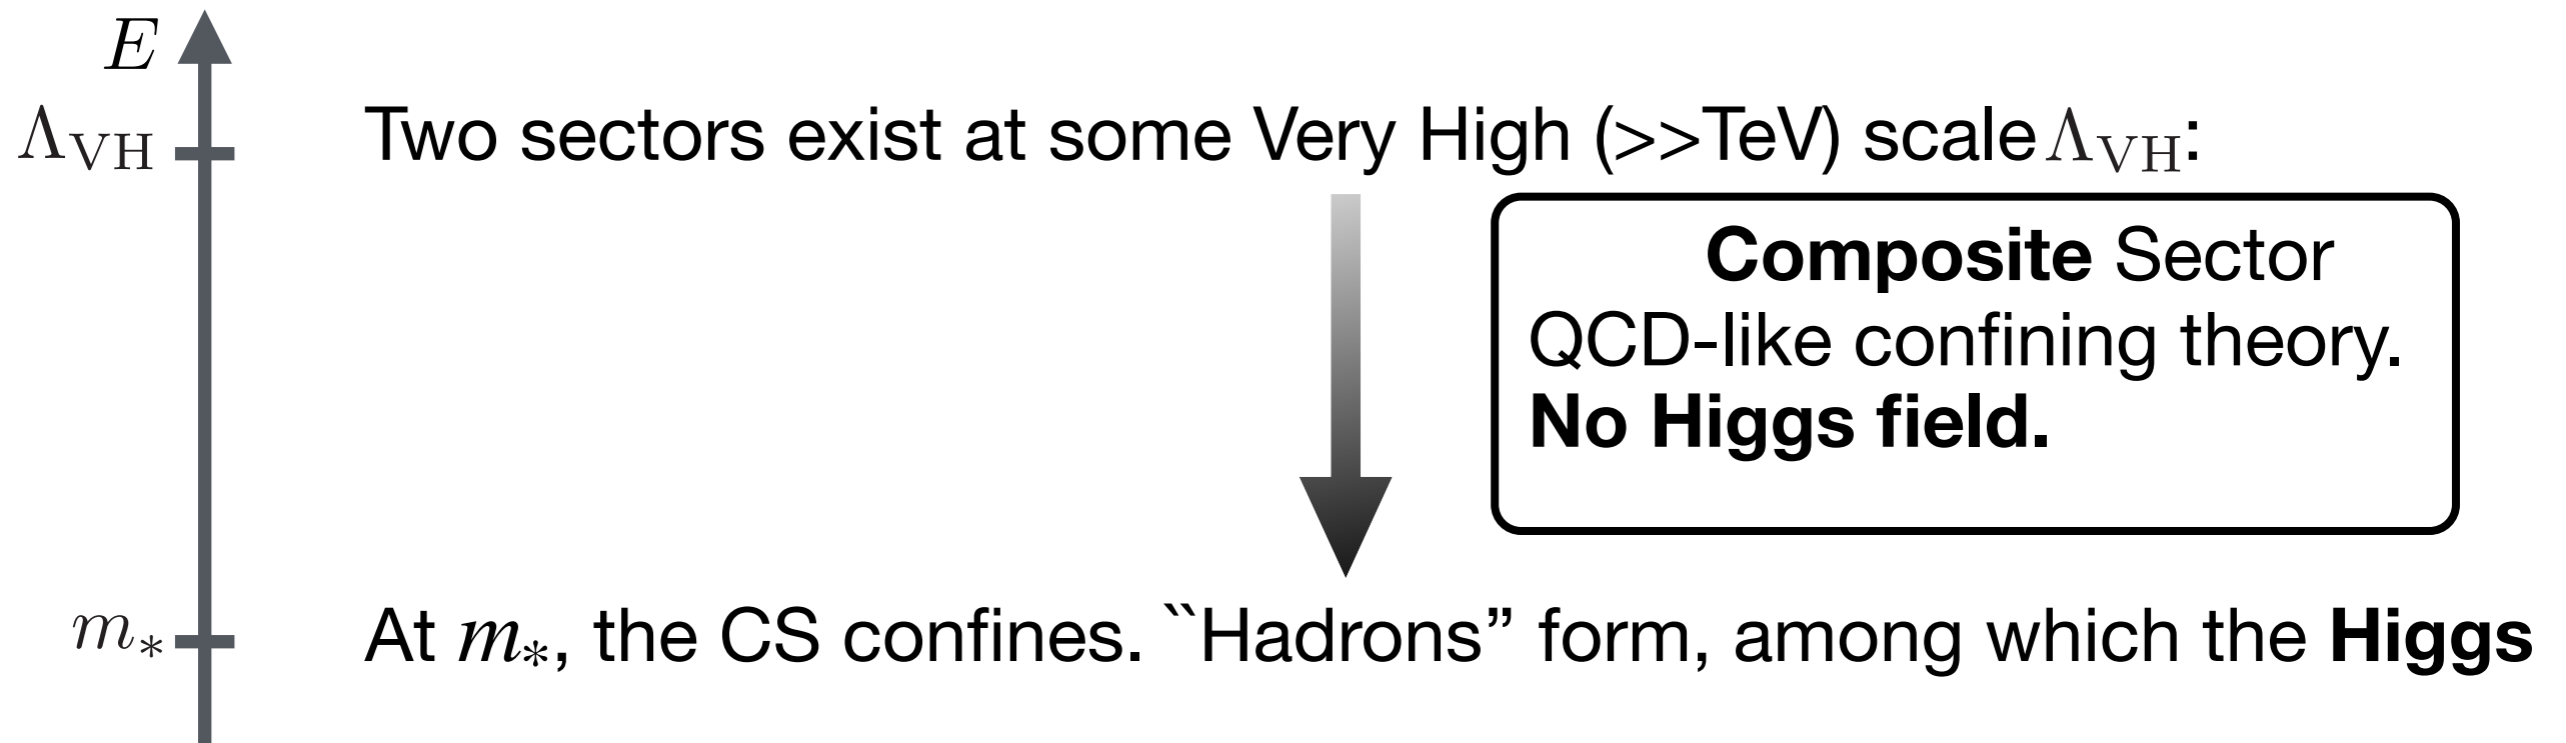 E
Λ_VH
Two sectors exist at some Very High (>>TeV) scale Λ_VH:
Composite Sector
QCD-like confining theory.
No Higgs field.
m_*
At m_*, the CS confines. ``Hadrons” form, among which the Higgs